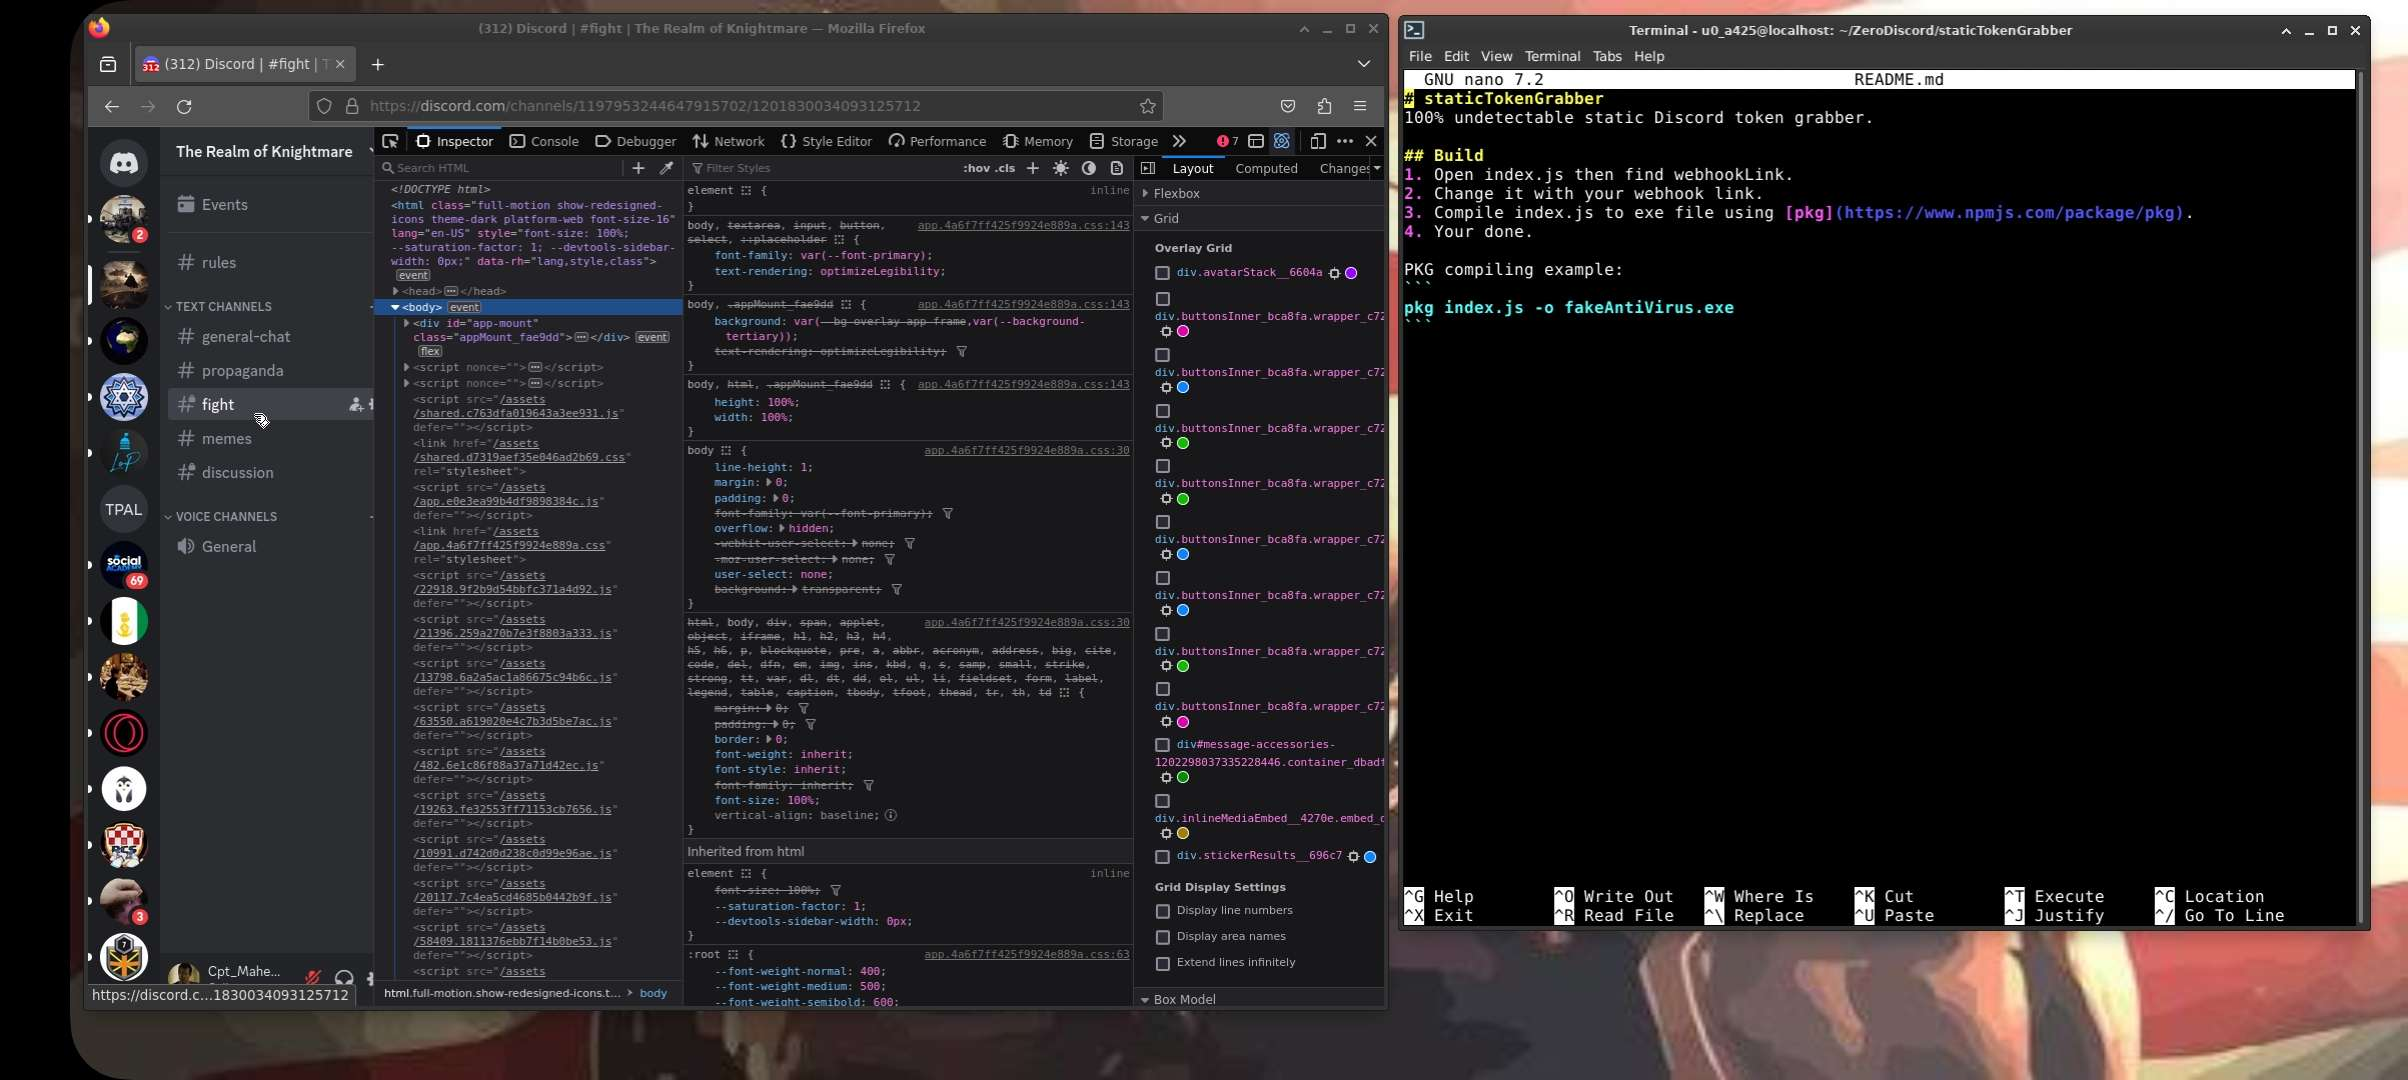 (312) Discord | #fight | The Realm of Knightmare — Mozilla Firefox
(312) Discord | #fight | T
https://discord.com/channels/1197953244647915702/1201830034093125712
The Realm of Knightmare
Events
rules
TEXT CHANNELS
general-chat
propaganda
fight
memes
discussion
VOICE CHANNELS
General
2
TPAL
social
69
3
Cpt_Mahe...
https://discord.c...1830034093125712
Inspector
Console
Debugger
Network
{} Style Editor
Performance
Memory
Storage
7
Search HTML
<!DOCTYPE html>
<html class="full-motion show-redesigned-
icons theme-dark platform-web font-size-16"
lang="en-US" style="font-size: 100%;
--saturation-factor: 1; --devtools-sidebar-
width: 0px;" data-rh="lang,style,class">
event
<head> </head>
<body> event
<div id="app-mount"
class="appMount_fae9dd"> </div> event
flex
<script nonce=""> </script>
<script nonce=""> </script>
<script src="/assets
/shared.c763dfa019643a3ee931.js"
defer=""></script>
<link href="/assets
/shared.d7319aef35e046ad2b69.css"
rel="stylesheet">
<script src="/assets
/app.e0e3ea99b4df9898384c.js"
defer=""></script>
<link href="/assets
/app.4a6f7ff425f9924e889a.css"
rel="stylesheet">
<script src="/assets
/22918.9f2b9d54bbfc371a4d92.js"
defer=""></script>
<script src="/assets
/21396.259a270b7e3f8803a333.js"
defer=""></script>
<script src="/assets
/13798.6a2a5ac1a86675c94b6c.js"
defer=""></script>
<script src="/assets
/63550.a619020e4c7b3d5be7ac.js"
defer=""></script>
<script src="/assets
/482.6e1c86f88a37a71d42ec.js"
defer=""></script>
<script src="/assets
/19263.fe32553ff71153cb7656.js"
defer=""></script>
<script src="/assets
/10991.d742d0d238c0d99e96ae.js"
defer=""></script>
<script src="/assets
/20117.7c4ea5cd4685b0442b9f.js"
defer=""></script>
<script src="/assets
/58409.1811376ebb7f14b0be53.js"
defer=""></script>
<script src="/assets
html.full-motion.show-redesigned-icons.t... > body
Filter Styles
:hov .cls
element { inline
}
body, textarea, input, button, app.4a6f7ff425f9924e889a.css:143
select, ::placeholder {
font-family: var(--font-primary);
text-rendering: optimizeLegibility;
}
body, .appMount_fae9dd { app.4a6f7ff425f9924e889a.css:143
background: var(--bg-overlay-app-frame,var(--background-
tertiary));
text-rendering: optimizeLegibility;
}
body, html, .appMount_fae9dd { app.4a6f7ff425f9924e889a.css:143
height: 100%;
width: 100%;
}
body { app.4a6f7ff425f9924e889a.css:30
line-height: 1;
margin: 0;
padding: 0;
font-family: var(--font-primary);
overflow: hidden;
-webkit-user-select: none;
-moz-user-select: none;
user-select: none;
background: transparent;
}
html, body, div, span, applet, app.4a6f7ff425f9924e889a.css:30
object, iframe, h1, h2, h3, h4,
h5, h6, p, blockquote, pre, a, abbr, acronym, address, big, cite,
code, del, dfn, em, img, ins, kbd, q, s, samp, small, strike,
strong, tt, var, dl, dt, dd, ol, ul, li, fieldset, form, label,
legend, table, caption, tbody, tfoot, thead, tr, th, td {
margin: 0;
padding: 0;
border: 0;
font-weight: inherit;
font-style: inherit;
font-family: inherit;
font-size: 100%;
vertical-align: baseline;
}
Inherited from html
element { inline
font-size: 100%;
--saturation-factor: 1;
--devtools-sidebar-width: 0px;
}
:root { app.4a6f7ff425f9924e889a.css:63
--font-weight-normal: 400;
--font-weight-medium: 500;
--font-weight-semibold: 600;
Layout
Computed
Changes
Flexbox
Grid
Overlay Grid
div.avatarStack__6604a
div.buttonsInner_bca8fa.wrapper_c72
div.buttonsInner_bca8fa.wrapper_c72
div.buttonsInner_bca8fa.wrapper_c72
div.buttonsInner_bca8fa.wrapper_c72
div.buttonsInner_bca8fa.wrapper_c72
div.buttonsInner_bca8fa.wrapper_c72
div.buttonsInner_bca8fa.wrapper_c72
div.buttonsInner_bca8fa.wrapper_c72
div#message-accessories-
1202298037335228446.container_dbadf
div.inlineMediaEmbed__4270e.embed_c
div.stickerResults__696c7
Grid Display Settings
Display line numbers
Display area names
Extend lines infinitely
Box Model
Terminal - u0_a425@localhost: ~/ZeroDiscord/staticTokenGrabber
File Edit View Terminal Tabs Help
GNU nano 7.2 README.md
# staticTokenGrabber
100% undetectable static Discord token grabber.
## Build
1. Open index.js then find webhookLink.
2. Change it with your webhook link.
3. Compile index.js to exe file using [pkg](https://www.npmjs.com/package/pkg).
4. Your done.
PKG compiling example:
```
pkg index.js -o fakeAntiVirus.exe
```
^G Help ^O Write Out ^W Where Is ^K Cut ^T Execute ^C Location
^X Exit ^R Read File ^\ Replace ^U Paste ^J Justify ^/ Go To Line